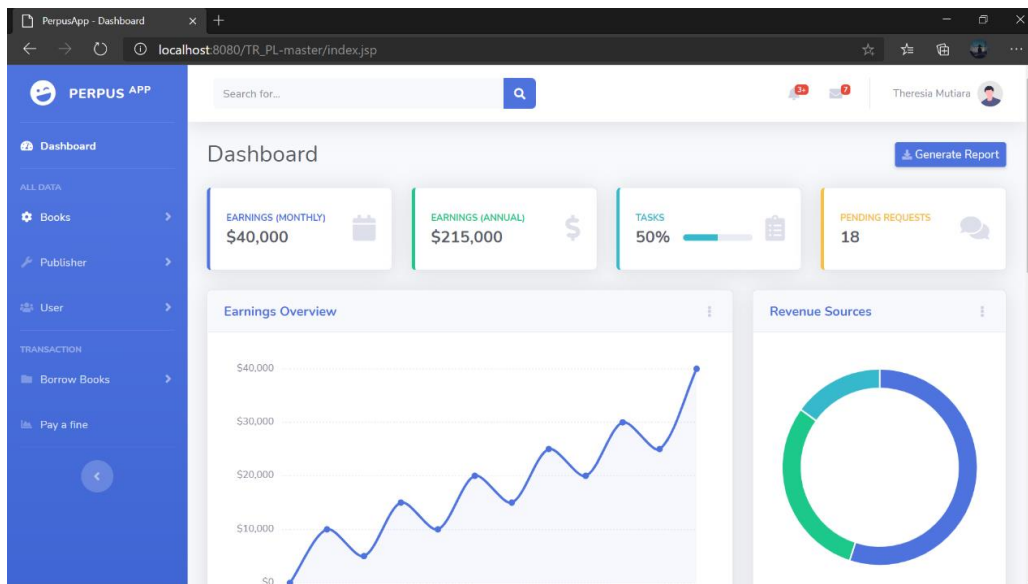 PerpusApp - Dashboard
localhost:8080/TR_PL-master/index.jsp
PERPUS APP
Search for...
3+
7
Theresia Mutiara
Dashboard
Dashboard
Generate Report
ALL DATA
Books
Publisher
User
TRANSACTION
Borrow Books
Pay a fine
EARNINGS (MONTHLY)
$40,000
EARNINGS (ANNUAL)
$215,000
TASKS
50%
PENDING REQUESTS
18
Earnings Overview
Revenue Sources
$40,000
$30,000
$20,000
$10,000
$0